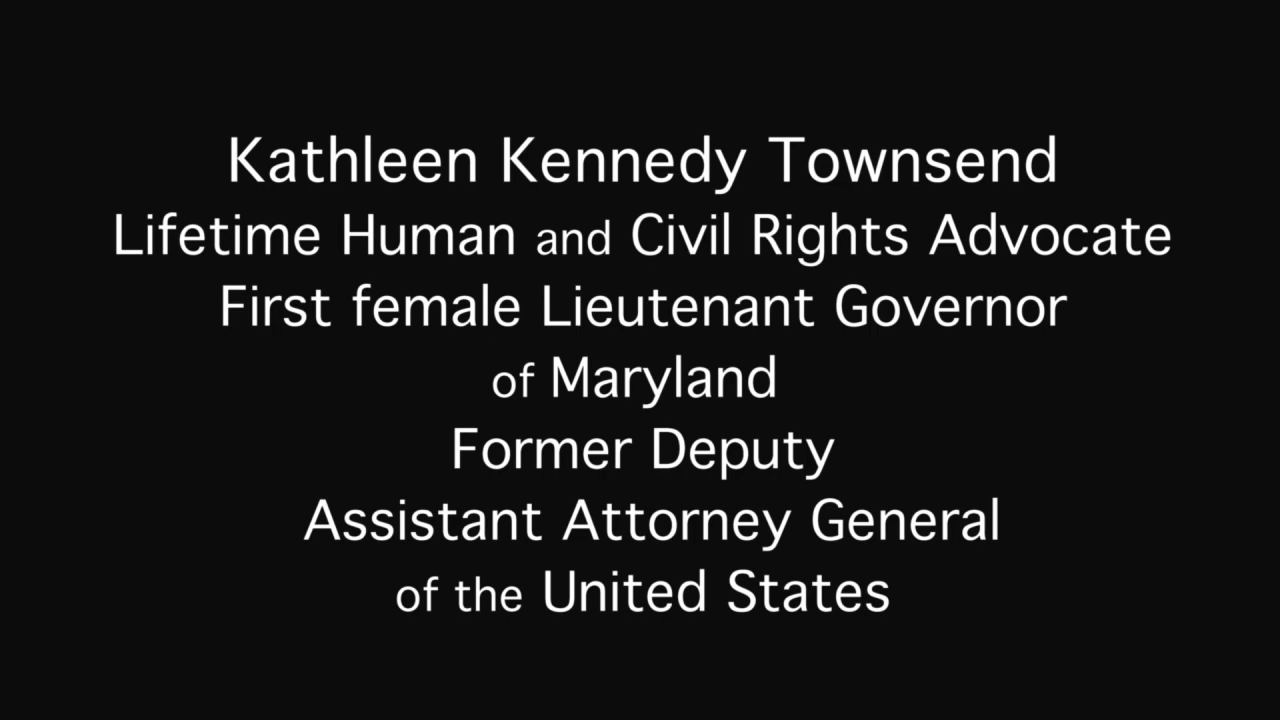 Kathleen Kennedy Townsend
Lifetime Human and Civil Rights Advocate
First female Lieutenant Governor
of Maryland
Former Deputy
Assistant Attorney General
of the United States